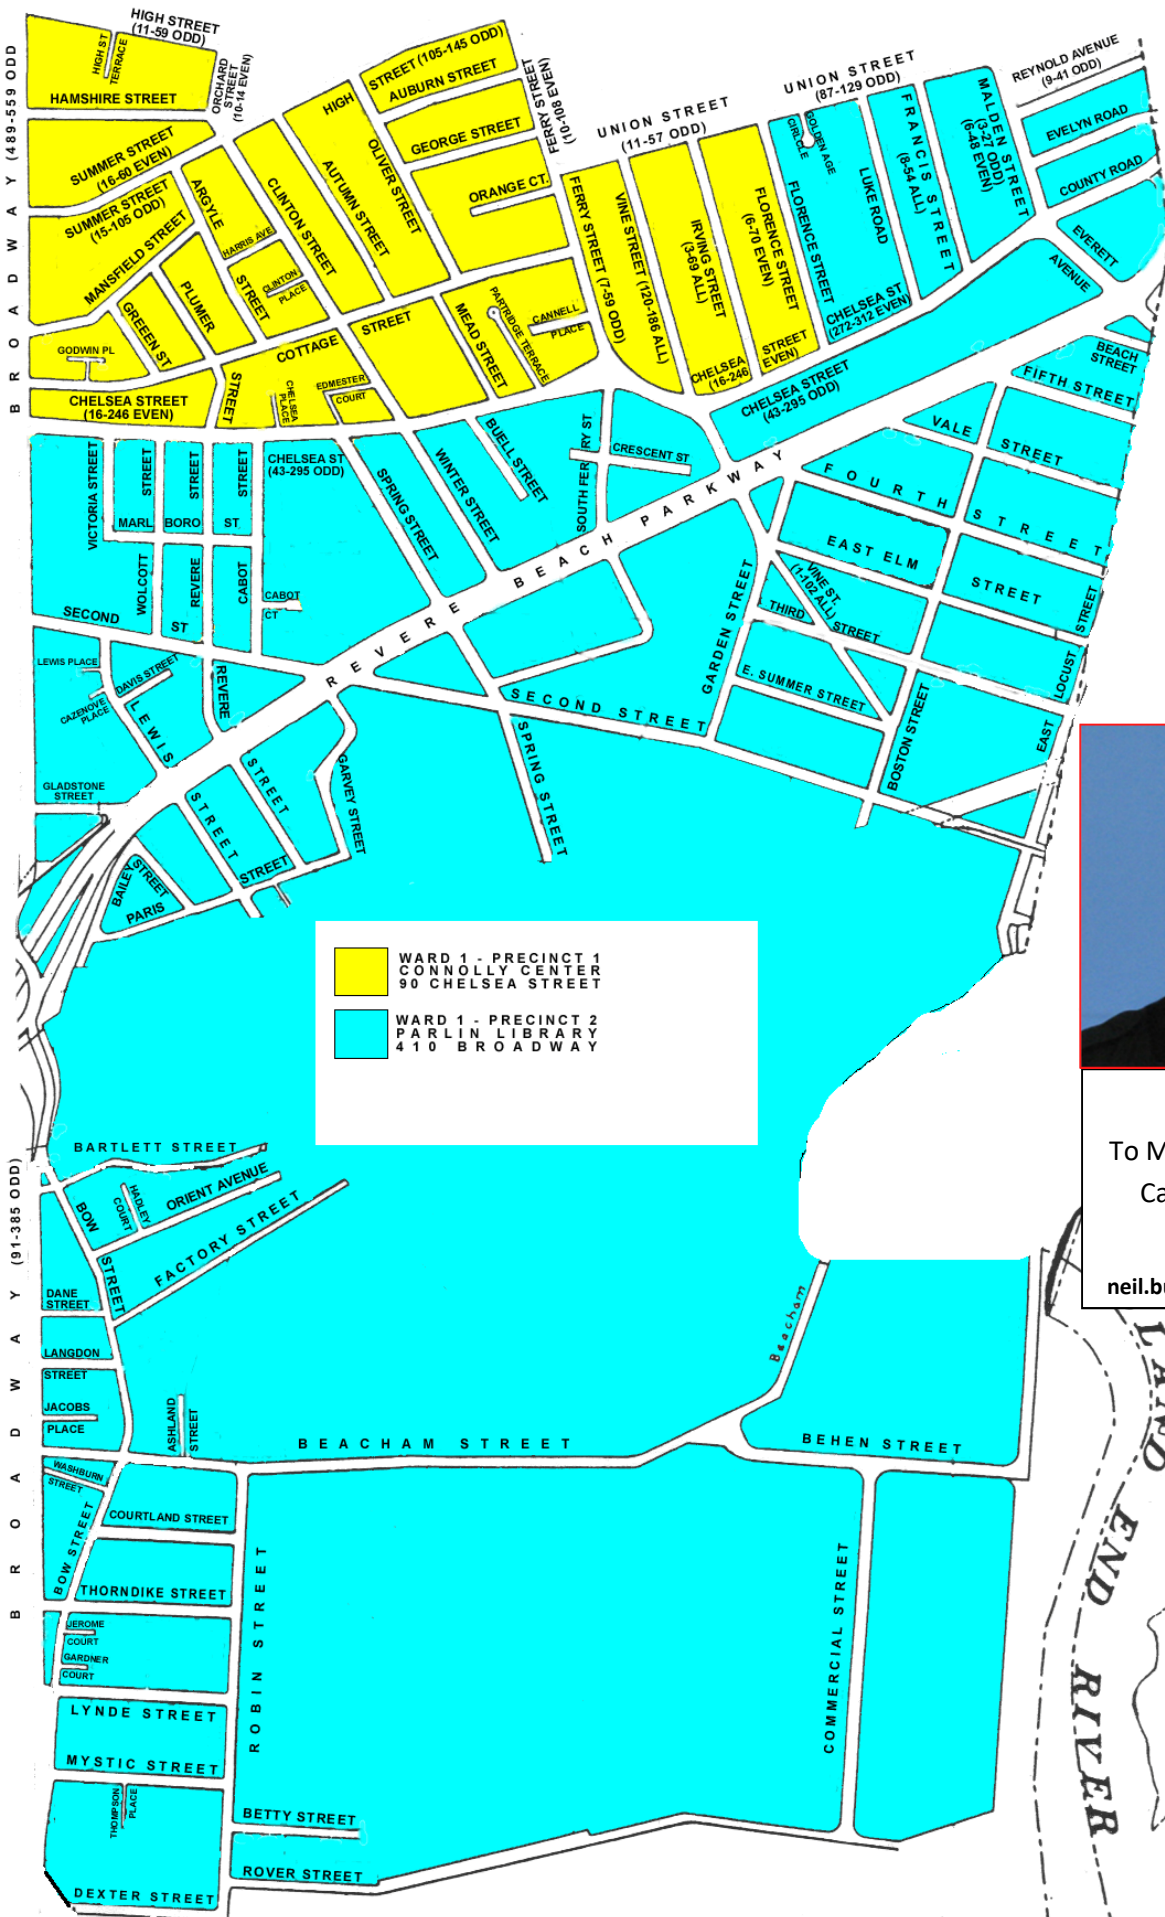 HIGH STREET
(11-59 ODD)
HIGH ST
TERRACE
HAMSHIRE STREET
ORCHARD
STREET
(10-14 EVEN)
HIGH
STREET (105-145 ODD)
AUBURN STREET
GEORGE STREET
ORANGE CT.
FERRY STREET
(10-108 EVEN)
UNION STREET
(11-57 ODD)
UNION STREET
(87-129 ODD)
REYNOLD AVENUE
(9-41 ODD)
EVELYN ROAD
COUNTY ROAD
MALDEN STREET
(3-27 ODD)
(6-48 EVEN)
FRANCIS STREET
(8-54 ALL)
LUKE ROAD
GOLDEN AGE
CIRLCLE
FLORENCE STREET
FLORENCE STREET
(6-70 EVEN)
IRVING STREET
(3-69 ALL)
VINE STREET (120-186 ALL)
FERRY STREET (7-59 ODD)
EVERETT
AVENUE
SUMMER STREET
(16-60 EVEN)
SUMMER STREET
(15-105 ODD)
MANSFIELD STREET
ARGYLE
STREET
HARRIS AVE
CLINTON STREET
CLINTON
PLACE
AUTUMN STREET
OLIVER STREET
PLUMER
STREET
GREEEN ST
GODWIN PL
COTTAGE
STREET
MEAD STREET
PARTRIDGE TERRACE
CANNELL
PLACE
CHELSEA STREET
(16-246 EVEN)
CHELSEA
PLACE
EDMESTER
COURT
CHELSEA
(16-246
STREET
EVEN)
CHELSEA ST
(272-312 EVEN)
CHELSEA STREET
(43-295 ODD)
CHELSEA ST
(43-295 ODD)
BROADWAY (489-559 ODD
BEACH
STREET
FIFTH STREET
VALE
STREET
FOURTH
STREET
EAST ELM
STREET
VINE ST.
(1-102 ALL)
THIRD
STREET
E. SUMMER STREET
GARDEN STREET
BOSTON STREET
EAST
LOCUST
STREET
VICTORIA STREET
WOLCOTT
STREET
REVERE
STREET
CABOT
STREET
MARL
BORO
ST.
CABOT
CT
SPRING STREET
WINTER STREET
BUELL STREET
SOUTH FERRY ST
CRESCENT ST
REVERE BEACH PARKWAY
SECOND
ST
SECOND STREET
SPRING STREET
LEWIS PLACE
DAVIS STREET
CAZENOVE
PLACE
LEWIS
STREET
REVERE
STREET
GARVEY STREET
GLADSTONE
STREET
BAILEY
STREET
PARIS
STREET
WARD 1 - PRECINCT 1
CONNOLLY CENTER
90 CHELSEA STREET
WARD 1 - PRECINCT 2
PARLIN LIBRARY
410 BROADWAY
To M
Ca
neil.bu
BARTLETT STREET
HADLEY
COURT
ORIENT AVENUE
FACTORY STREET
BOW
STREET
DANE
STREET
LANGDON
STREET
JACOBS
PLACE
BROADWAY (91-385 ODD)
ASHLAND
STREET
BEACHAM STREET
Beacham
BEHEN STREET
WASHBURN
STREET
BOW STREET
COURTLAND STREET
THORNDIKE STREET
JEROME
COURT
GARDNER
COURT
LYNDE STREET
MYSTIC STREET
THOMPSON
PLACE
DEXTER STREET
ROBIN STREET
BETTY STREET
ROVER STREET
COMMERCIAL STREET
LAND END RIVER